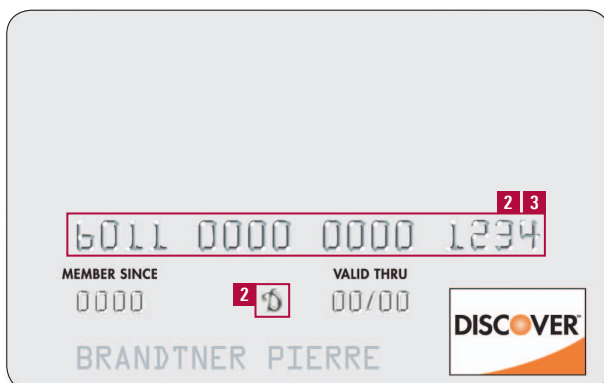 2 3
6011 0000 0000 1234
MEMBER SINCE VALID THRU
0000 2 D 00/00
DISCOVER
BRANDTNER PIERRE